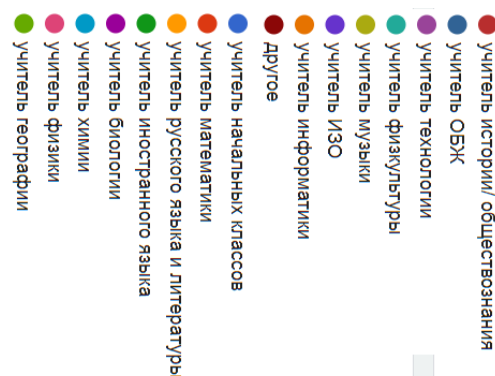 учитель истории/ обществознания
учитель ОБЖ
учитель технологии
учитель физкультуры
учитель музыки
учитель ИЗО
учитель информатики
другое
учитель начальных классов
учитель математики
учитель русского языка и литературы
учитель иностранного языка
учитель биологии
учитель химии
учитель физики
учитель географии